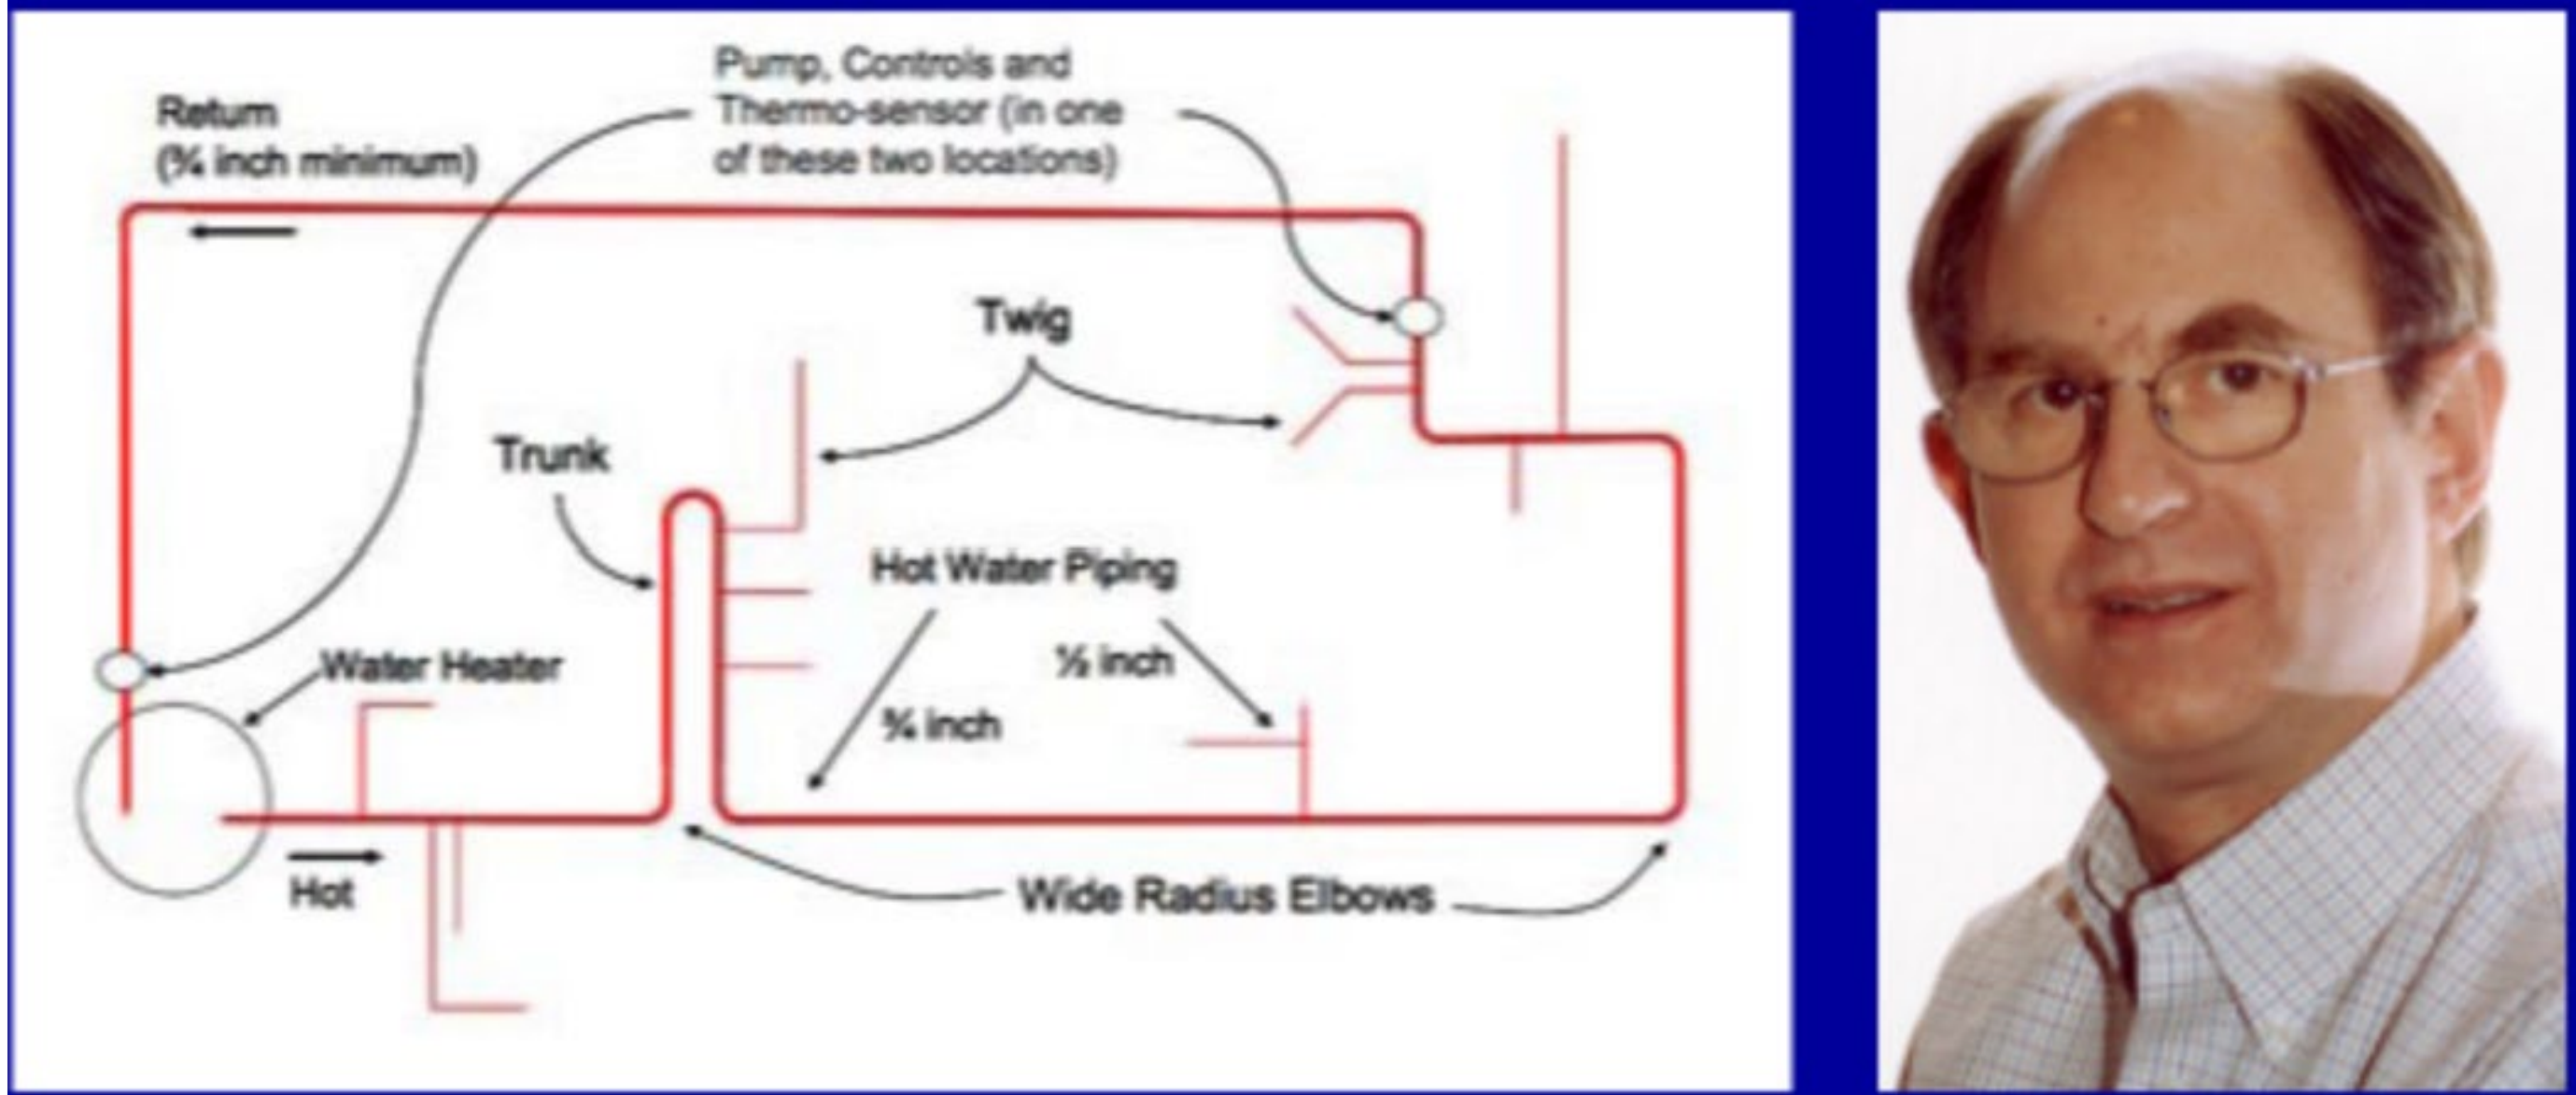 Pump, Controls and
Thermo-sensor (in one
of these two locations)
Return
(¾ inch minimum)
Twig
Trunk
Hot Water Piping
½ inch
Water Heater
¾ inch
Hot
Wide Radius Elbows